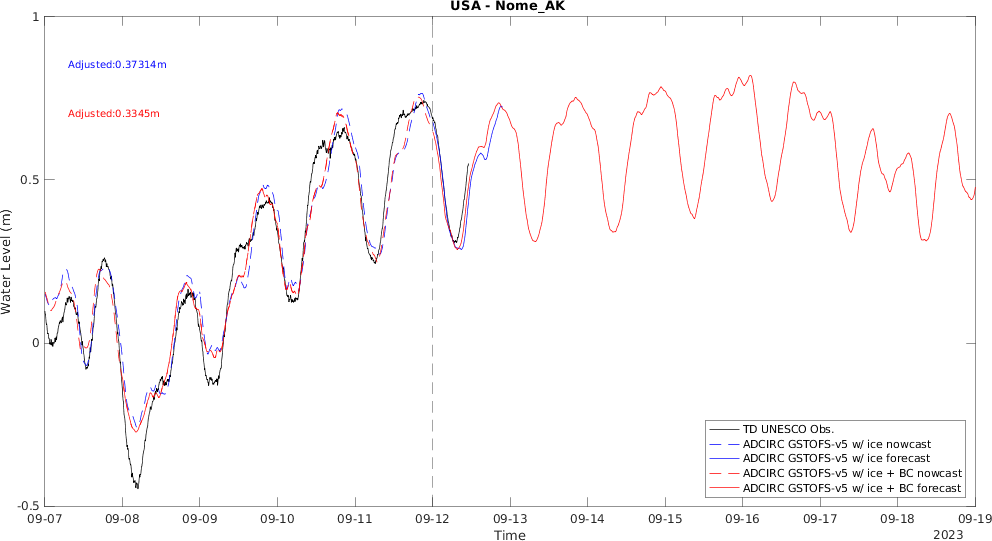 USA - Nome_AK
1
Adjusted:0.37314m
Adjusted:0.3345m
0.5
Water Level (m)
0
TD UNESCO Obs.
ADCIRC GSTOFS-v5 w/ ice nowcast
ADCIRC GSTOFS-v5 w/ ice forecast
ADCIRC GSTOFS-v5 w/ ice + BC nowcast
ADCIRC GSTOFS-v5 w/ ice + BC forecast
-0.5
09-07 09-08 09-09 09-10 09-11 09-12 09-13 09-14 09-15 09-16 09-17 09-18 09-19
Time
2023